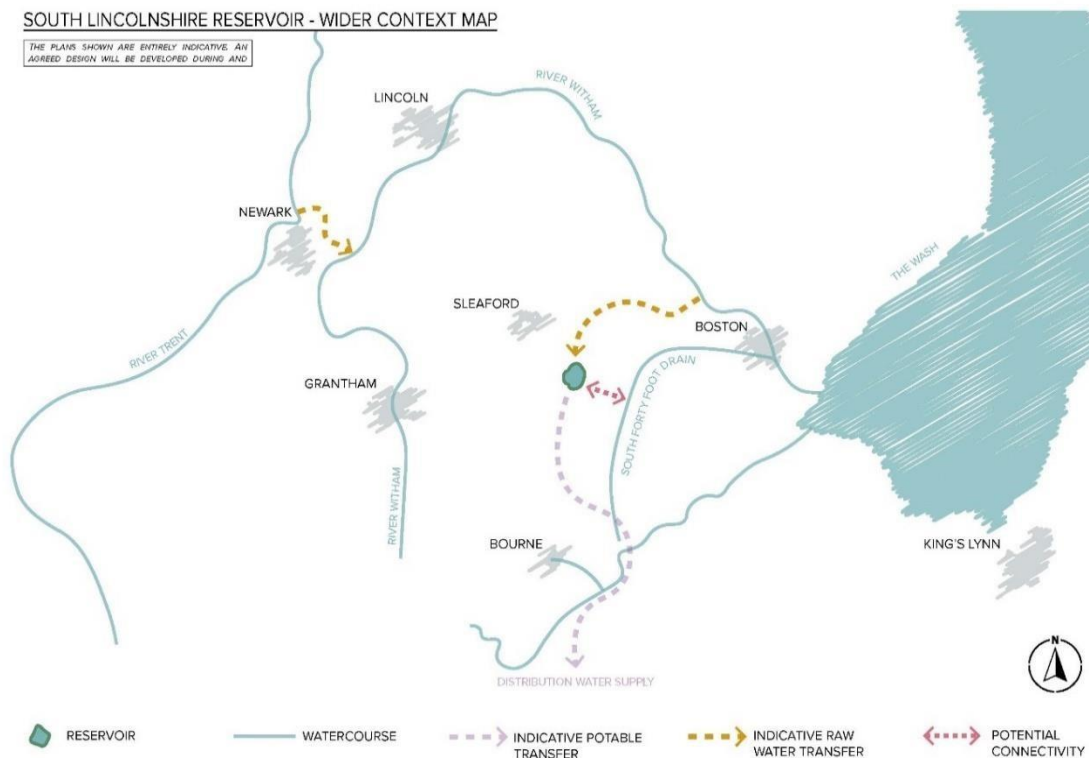 SOUTH LINCOLNSHIRE RESERVOIR - WIDER CONTEXT MAP
THE PLANS SHOWN ARE ENTIRELY INDICATIVE. AN
AGREED DESIGN WILL BE DEVELOPED DURING AND
LINCOLN
RIVER WITHAM
NEWARK
THE WASH
SLEAFORD
BOSTON
RIVER TRENT
GRANTHAM
SOUTH FORTY FOOT DRAIN
RIVER WITHAM
BOURNE
KING'S LYNN
N
DISTRIBUTION WATER SUPPLY
RESERVOIR
WATERCOURSE
INDICATIVE POTABLE
TRANSFER
INDICATIVE RAW
WATER TRANSFER
POTENTIAL
CONNECTIVITY